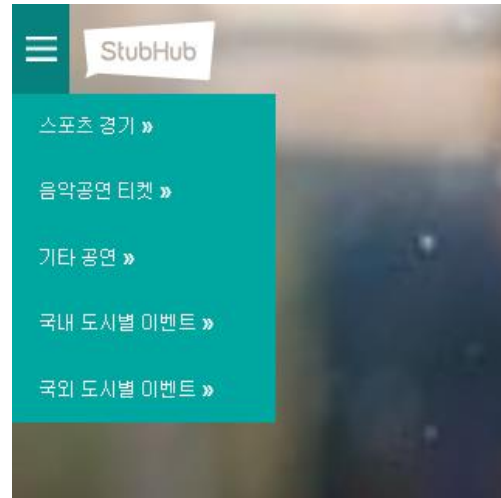 StubHub
스포츠 경기 »
음악공연 티켓 »
기타 공연 »
국내 도시별 이벤트 »
국외 도시별 이벤트 »